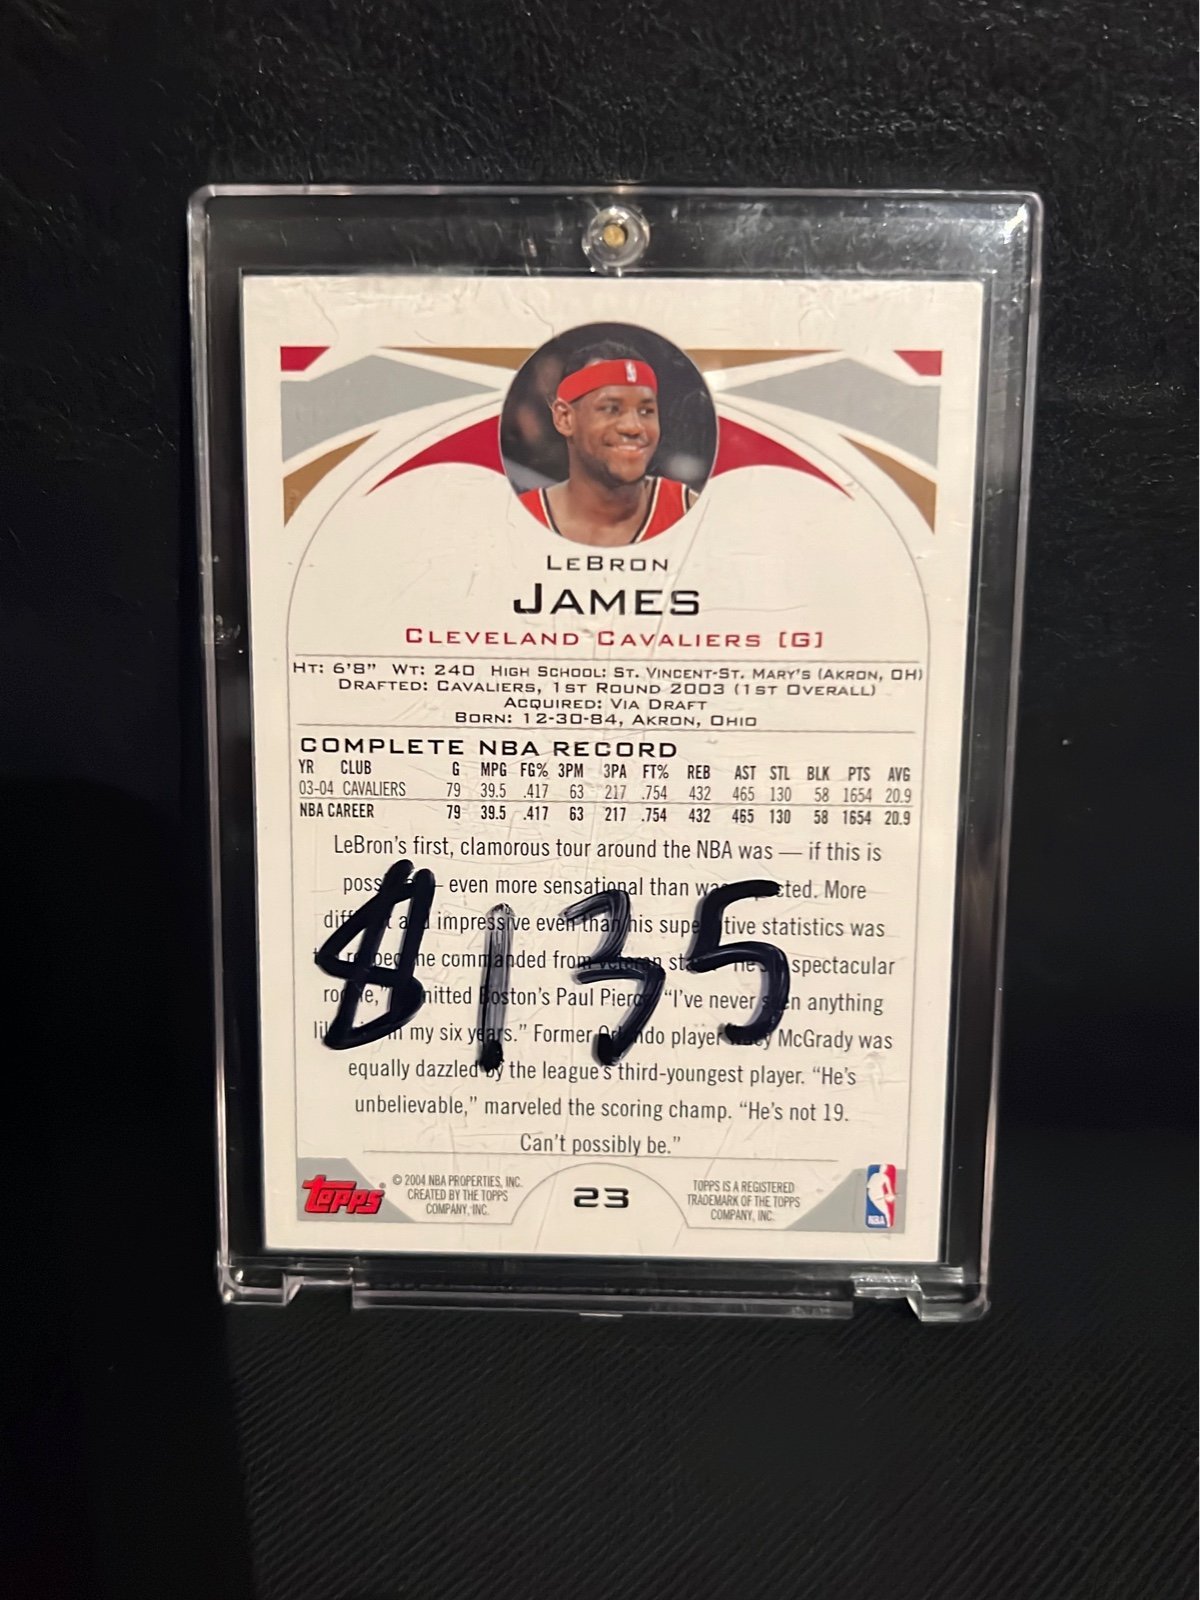 LEBRON
JAMES
CLEVELAND CAVALIERS [G]
HT: 6'8" WT: 240 HIGH SCHOOL: ST. VINCENT-ST. MARY'S (AKRON, OH)
DRAFTED: CAVALIERS, 1ST ROUND 2003 (1ST OVERALL)
ACQUIRED: VIA DRAFT
BORN: 12-30-84, AKRON, OHIO
COMPLETE NBA RECORD
YR CLUB G MPG FG% 3PM 3PA FT% REB AST STL BLK PTS AVG
03-04 CAVALIERS 79 39.5 .417 63 217 .754 432 465 130 58 1654 20.9
NBA CAREER 79 39.5 .417 63 217 .754 432 465 130 58 1654 20.9
LeBron's first, clamorous tour around the NBA was — if this is
— even more sensational than More
impressive even than his statistics was
commanded from veteran spectacular
Boston's Paul Pierce. "I've never seen anything
in my six years." Former Orlando player Tracy McGrady was
equally dazzled by the league's third-youngest player. "He's
unbelievable," marveled the scoring champ. "He's not 19.
Can't possibly be."
$135
Topps ®
© 2004 NBA PROPERTIES, INC.
CREATED BY THE TOPPS
COMPANY, INC.
23
TOPPS IS A REGISTERED
TRADEMARK OF THE TOPPS
COMPANY, INC.
NBA